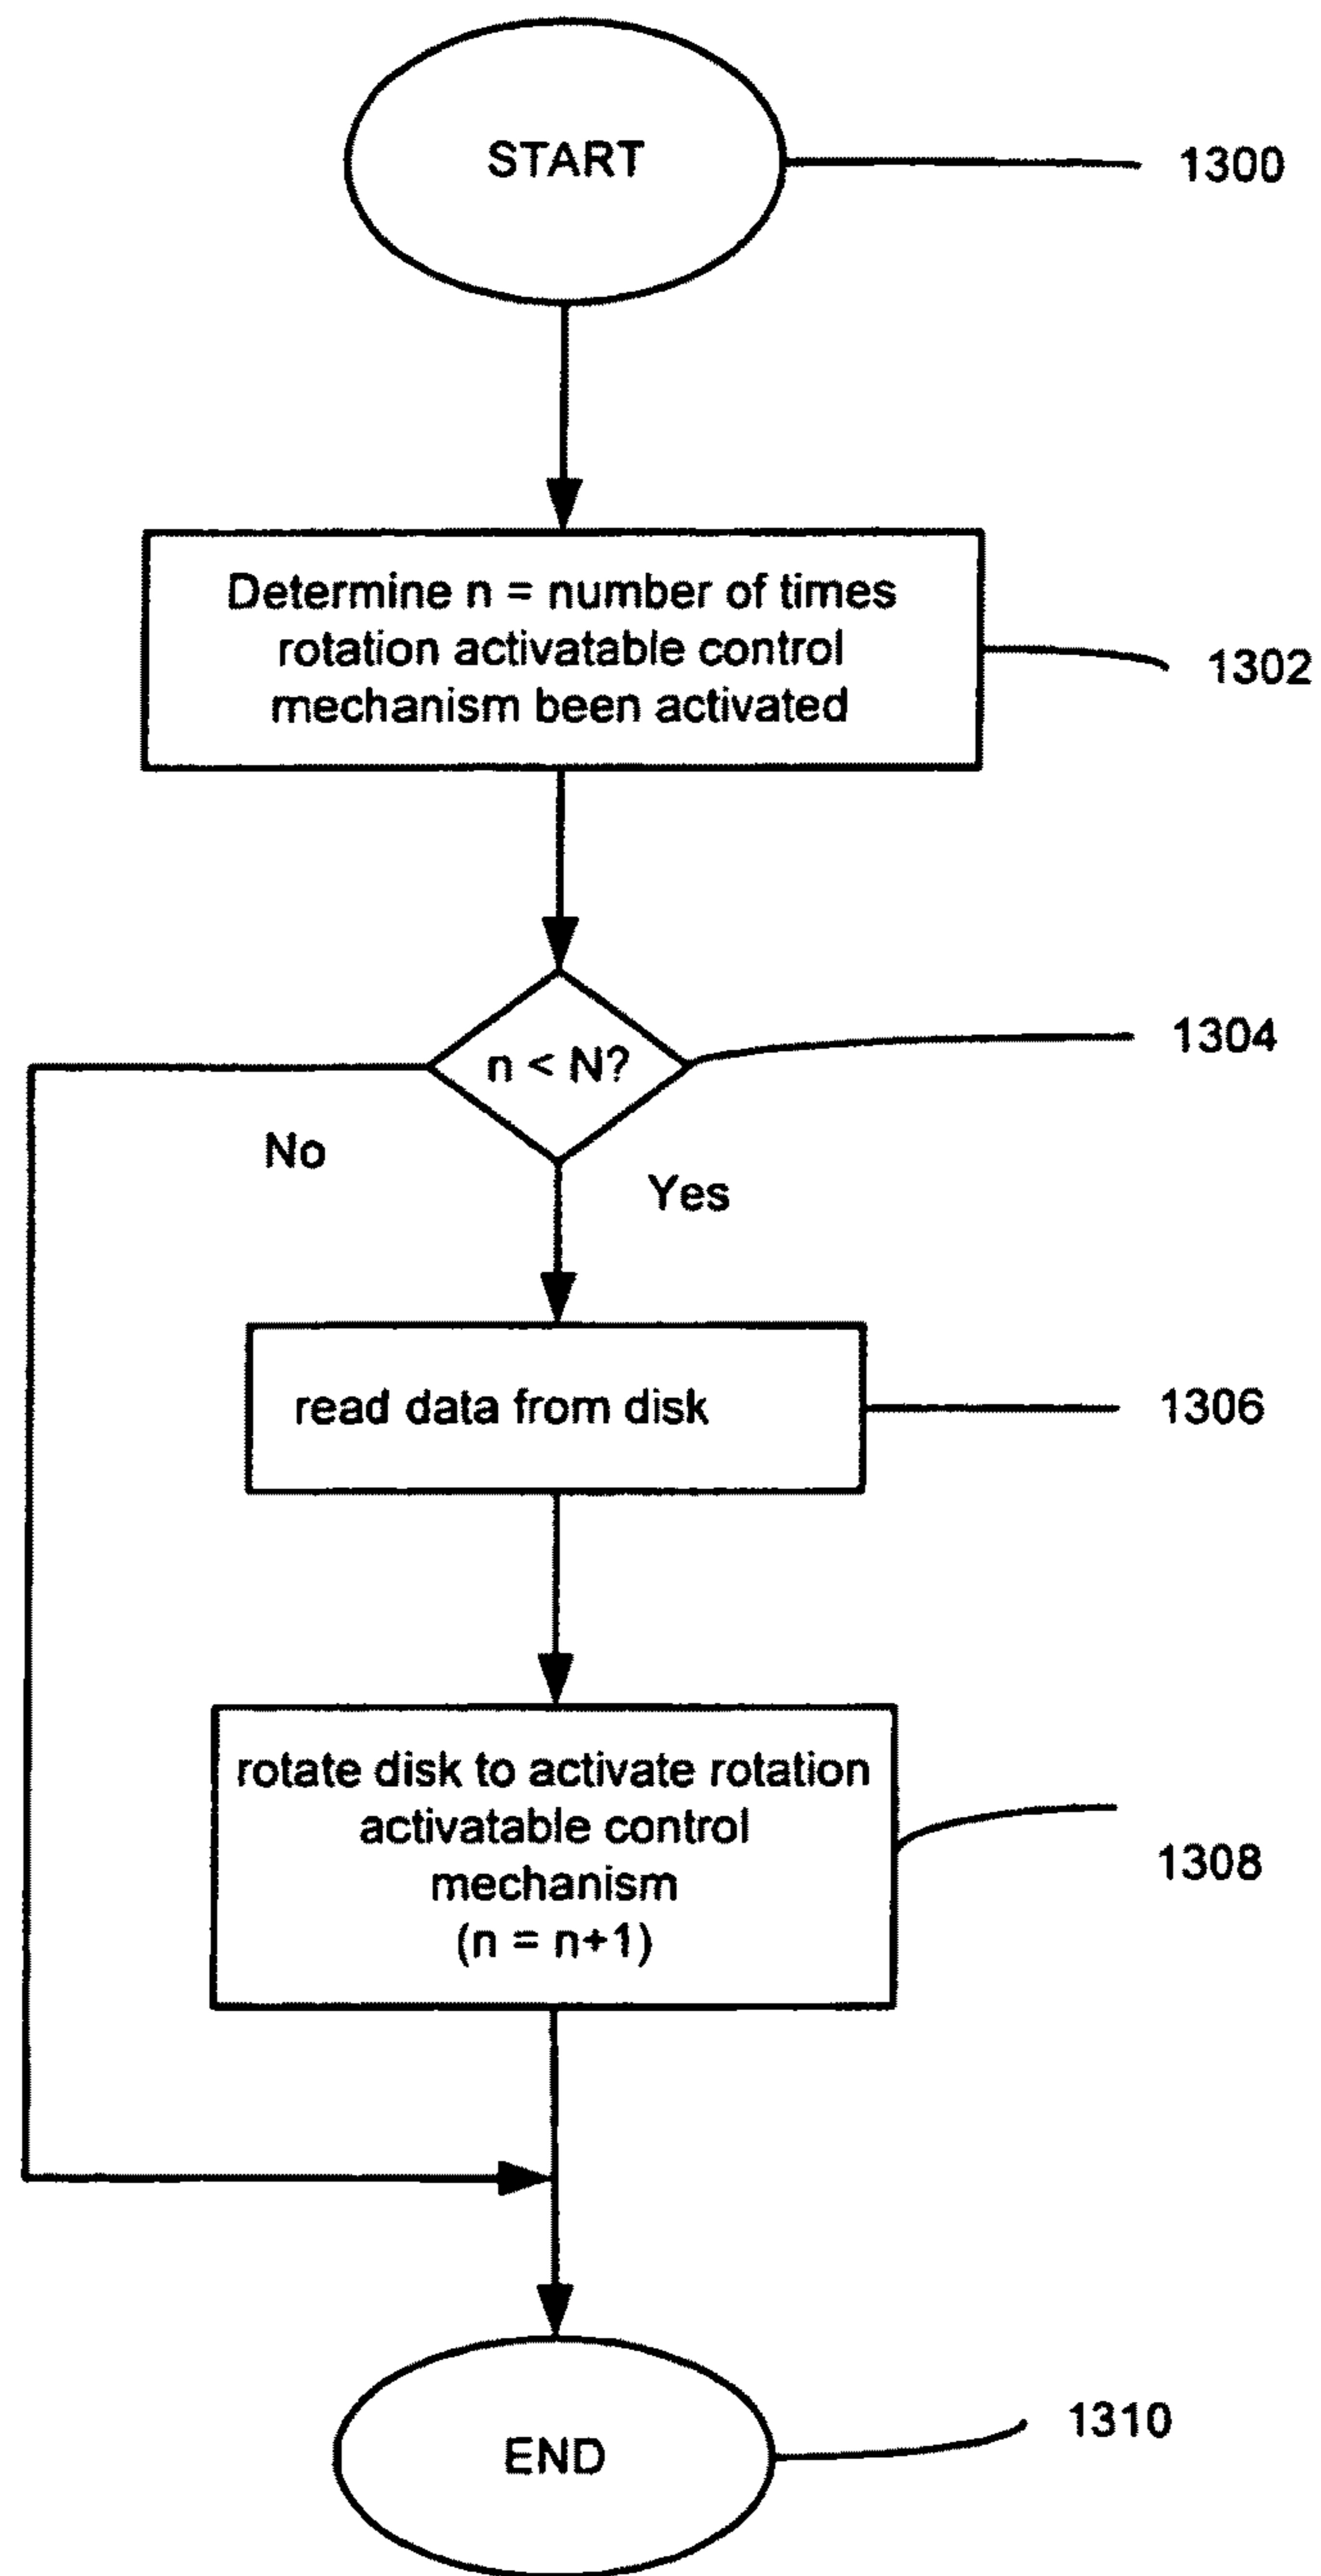 START
1300
Determine n = number of times
rotation activatable control
mechanism been activated
1302
n < N?
1304
No
Yes
read data from disk
1306
rotate disk to activate rotation
activatable control
mechanism
(n = n+1)
1308
END
1310